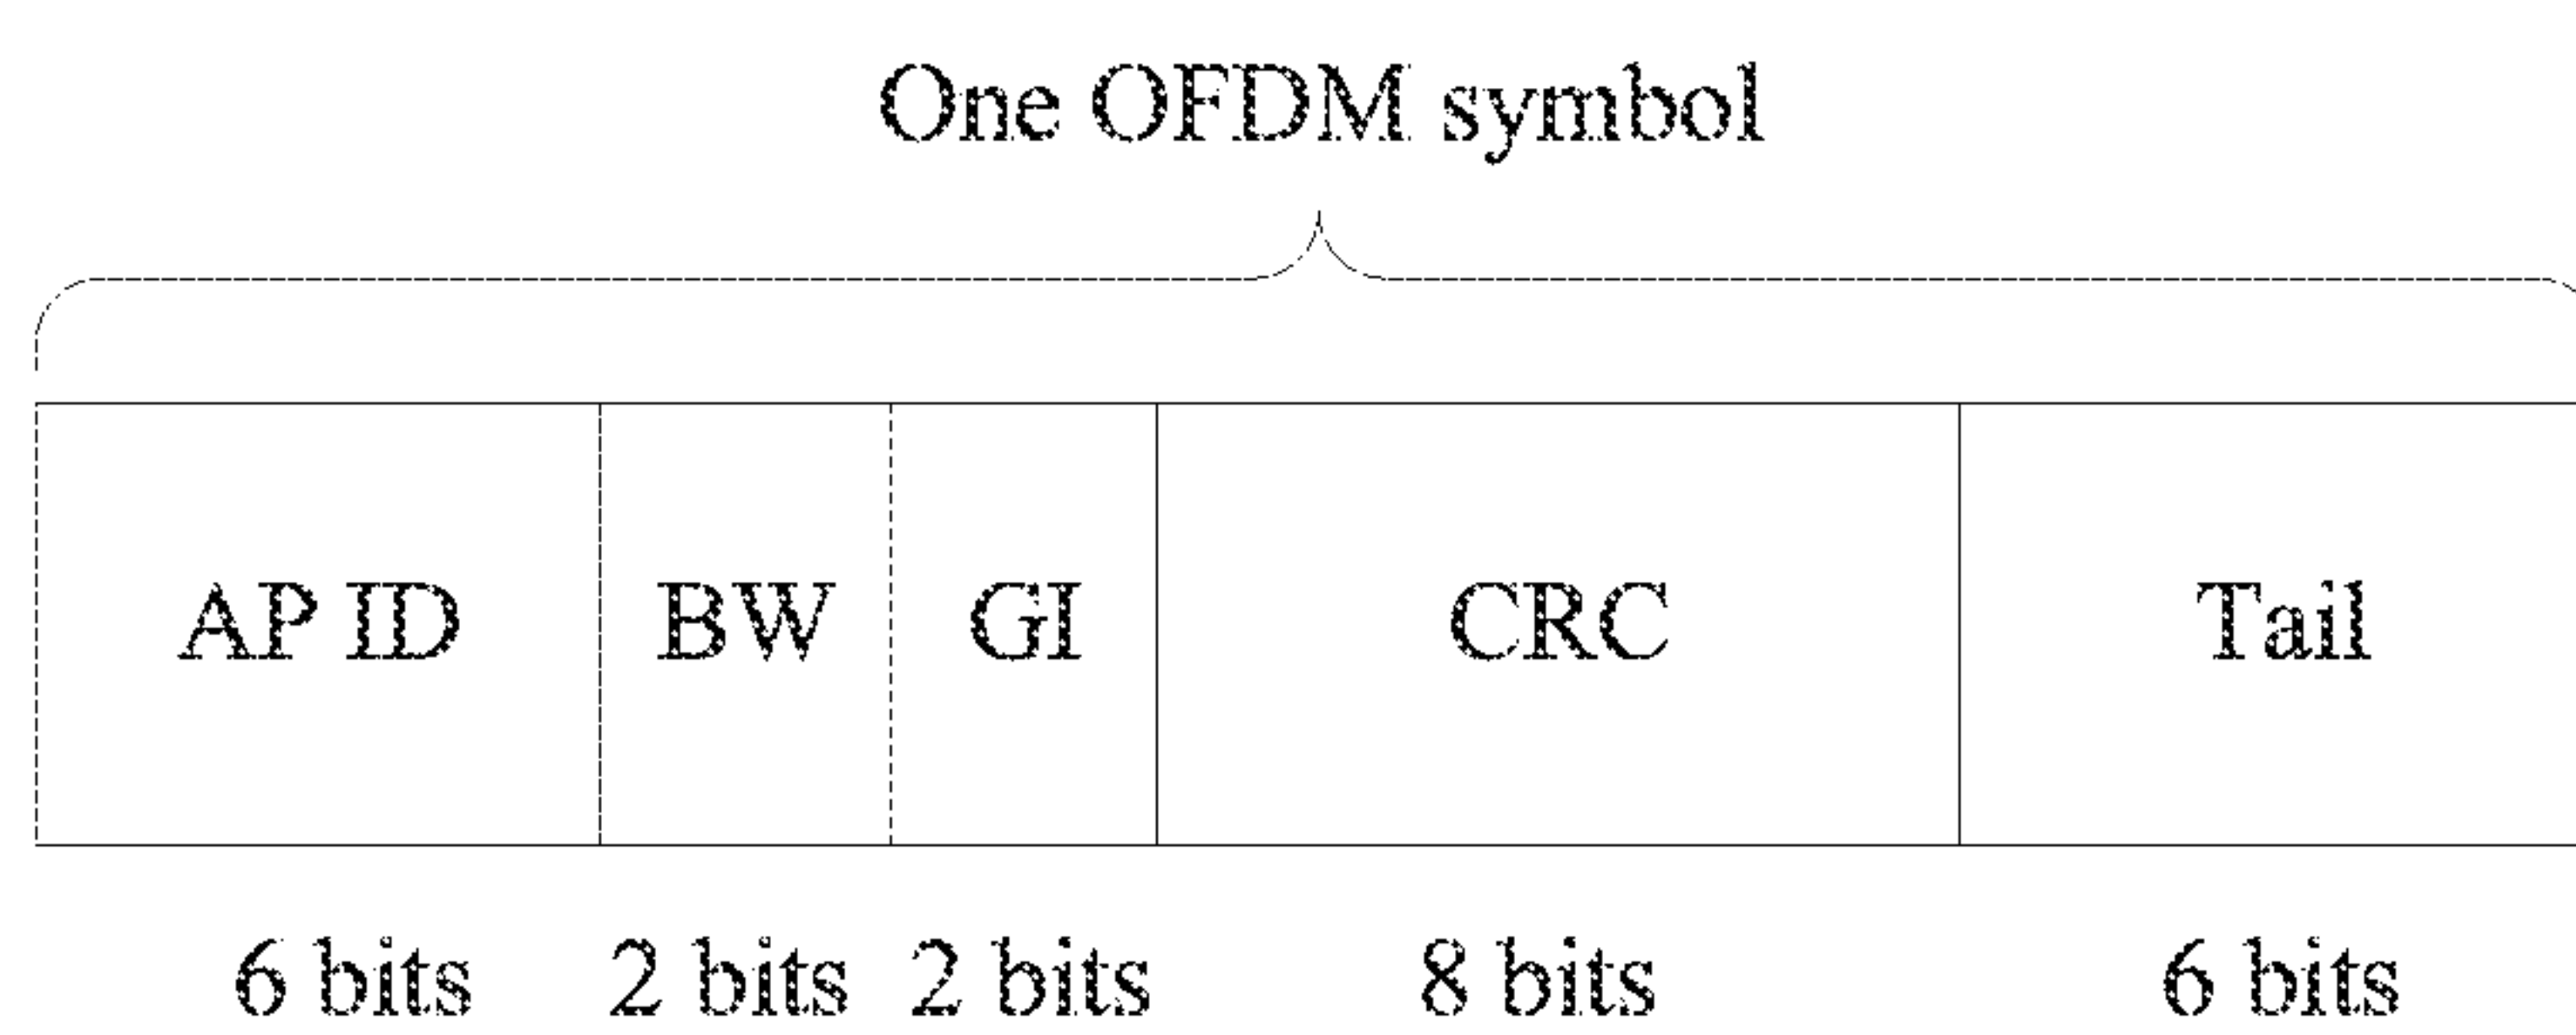 One OFDM symbol
AP ID BW GI CRC Tail
6 bits 2 bits 2 bits 8 bits 6 bits